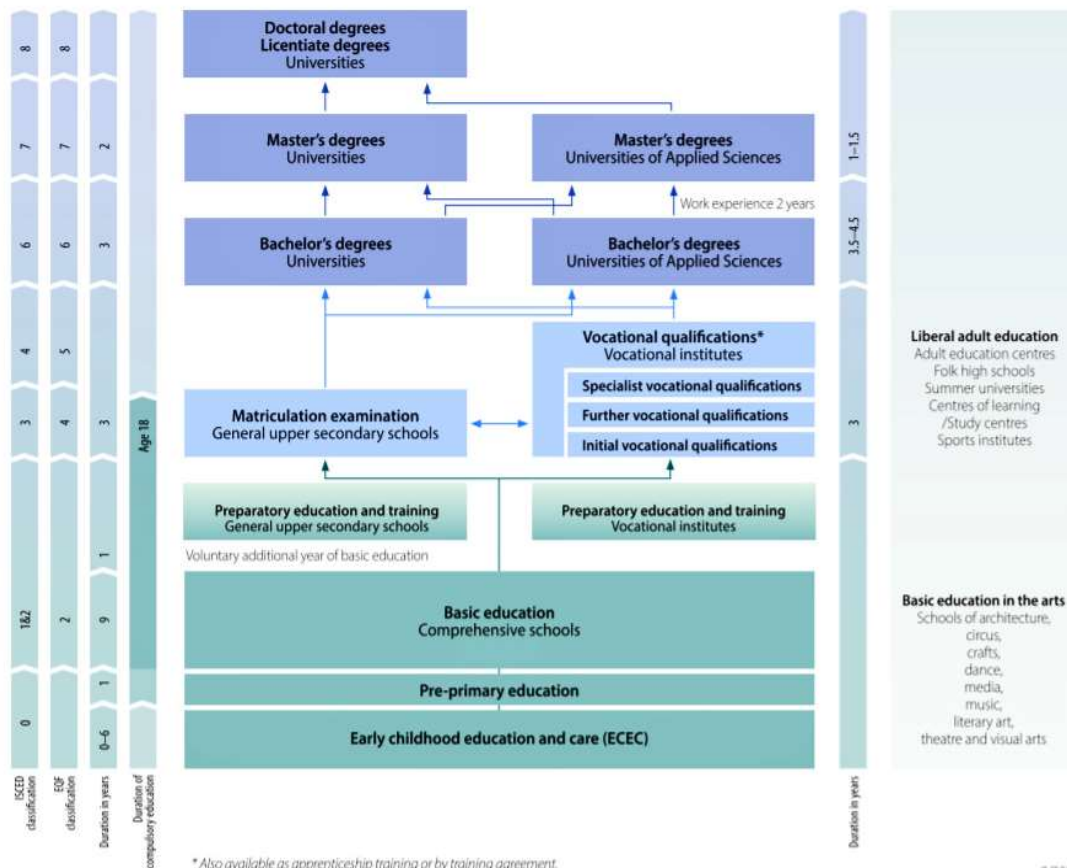 8
8
Doctoral degrees
Licentiate degrees
Universities
7
7
2
Master's degrees
Universities
Master's degrees
Universities of Applied Sciences
1–1.5
Work experience 2 years
6
6
3
Bachelor's degrees
Universities
Bachelor's degrees
Universities of Applied Sciences
3.5–4.5
4
5
Vocational qualifications*
Vocational institutes
Specialist vocational qualifications
Further vocational qualifications
Initial vocational qualifications
3
4
3
Age 18
Matriculation examination
General upper secondary schools
3
Liberal adult education
Adult education centres
Folk high schools
Summer universities
Centres of learning
/Study centres
Sports institutes
Preparatory education and training
General upper secondary schools
Preparatory education and training
Vocational institutes
Voluntary additional year of basic education
1
1&2
2
9
Basic education
Comprehensive schools
Basic education in the arts
Schools of architecture,
circus,
crafts,
dance,
media,
music,
literary art,
theatre and visual arts
1
Pre-primary education
0
0–6
Early childhood education and care (ECEC)
ISCED
classification
EQF
classification
Duration in years
Duration of
compulsory education
Duration in years
* Also available as apprenticeship training or by training agreement.